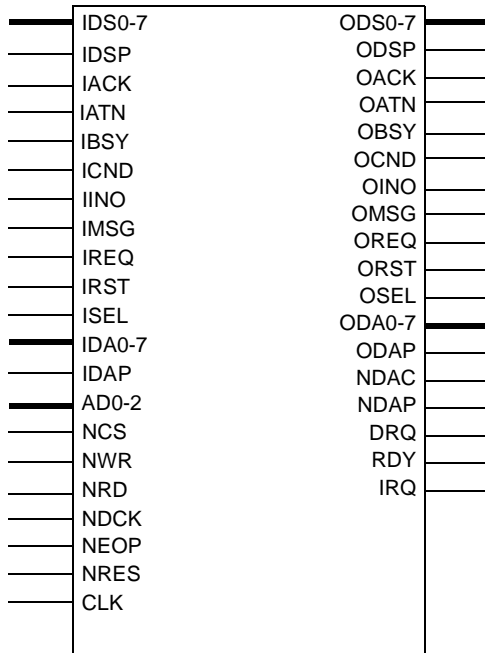 IDS0-7
IDSP
IACK
IATN
IBSY
ICND
IINO
IMSG
IREQ
IRST
ISEL
IDA0-7
IDAP
AD0-2
NCS
NWR
NRD
NDCK
NEOP
NRES
CLK
ODS0-7
ODSP
OACK
OATN
OBSY
OCND
OINO
OMSG
OREQ
ORST
OSEL
ODA0-7
ODAP
NDAC
NDAP
DRQ
RDY
IRQ